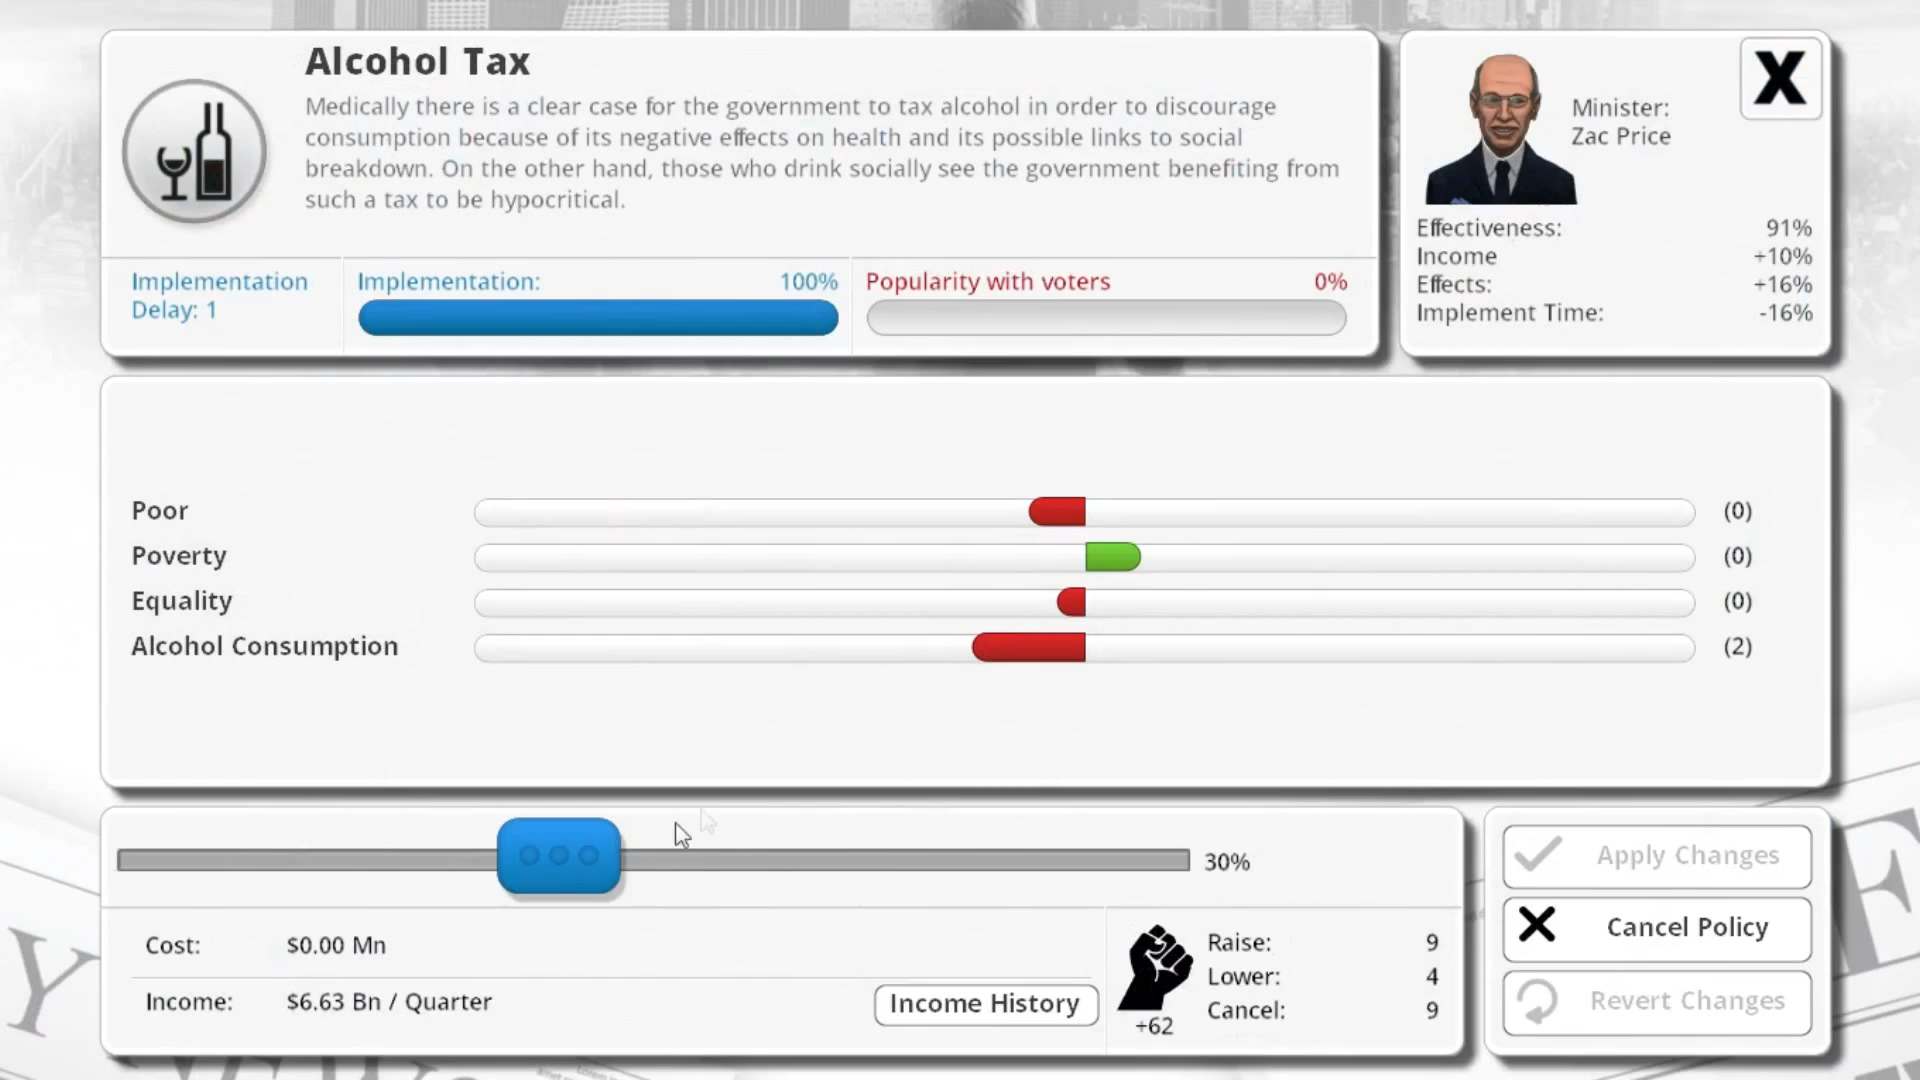 Alcohol Tax
Medically there is a clear case for the government to tax alcohol in order to discourage
consumption because of its negative effects on health and its possible links to social
breakdown. On the other hand, those who drink socially see the government benefiting from
such a tax to be hypocritical.
Implementation
Delay: 1
Implementation: 100%
Popularity with voters 0%
X
Minister:
Zac Price
Effectiveness: 91%
Income +10%
Effects: +16%
Implement Time: -16%
Poor (0)
Poverty (0)
Equality (0)
Alcohol Consumption (2)
30%
Cost: $0.00 Mn
Income: $6.63 Bn / Quarter
Income History
+62
Raise: 9
Lower: 4
Cancel: 9
Apply Changes
Cancel Policy
Revert Changes